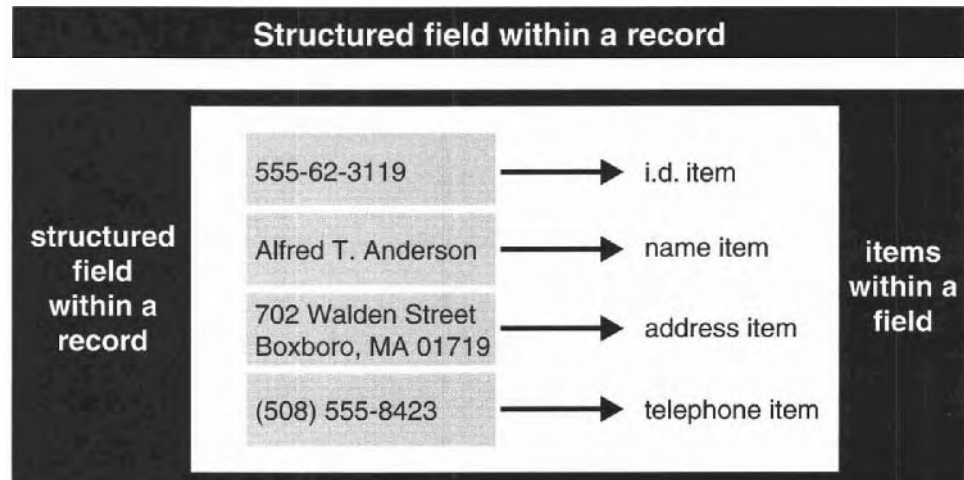 Structured field within a record
structured
field
within a
record
555-62-3119
i.d. item
Alfred T. Anderson
name item
702 Walden Street
Boxboro, MA 01719
address item
(508) 555-8423
telephone item
items
within a
field